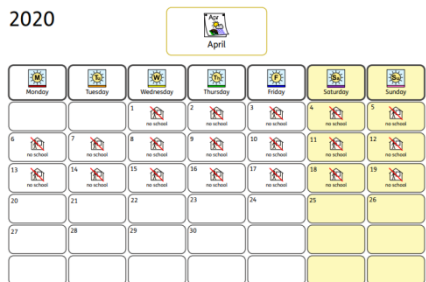 2020
Apr
April
M T W Th F Sa Su
Monday Tuesday Wednesday Thursday Friday Saturday Sunday
1 2 3 4 5
no school no school no school no school no school
6 7 8 9 10 11 12
no school no school no school no school no school no school no school
13 14 15 16 17 18 19
no school no school no school no school no school no school no school
20 21 22 23 24 25 26
27 28 29 30